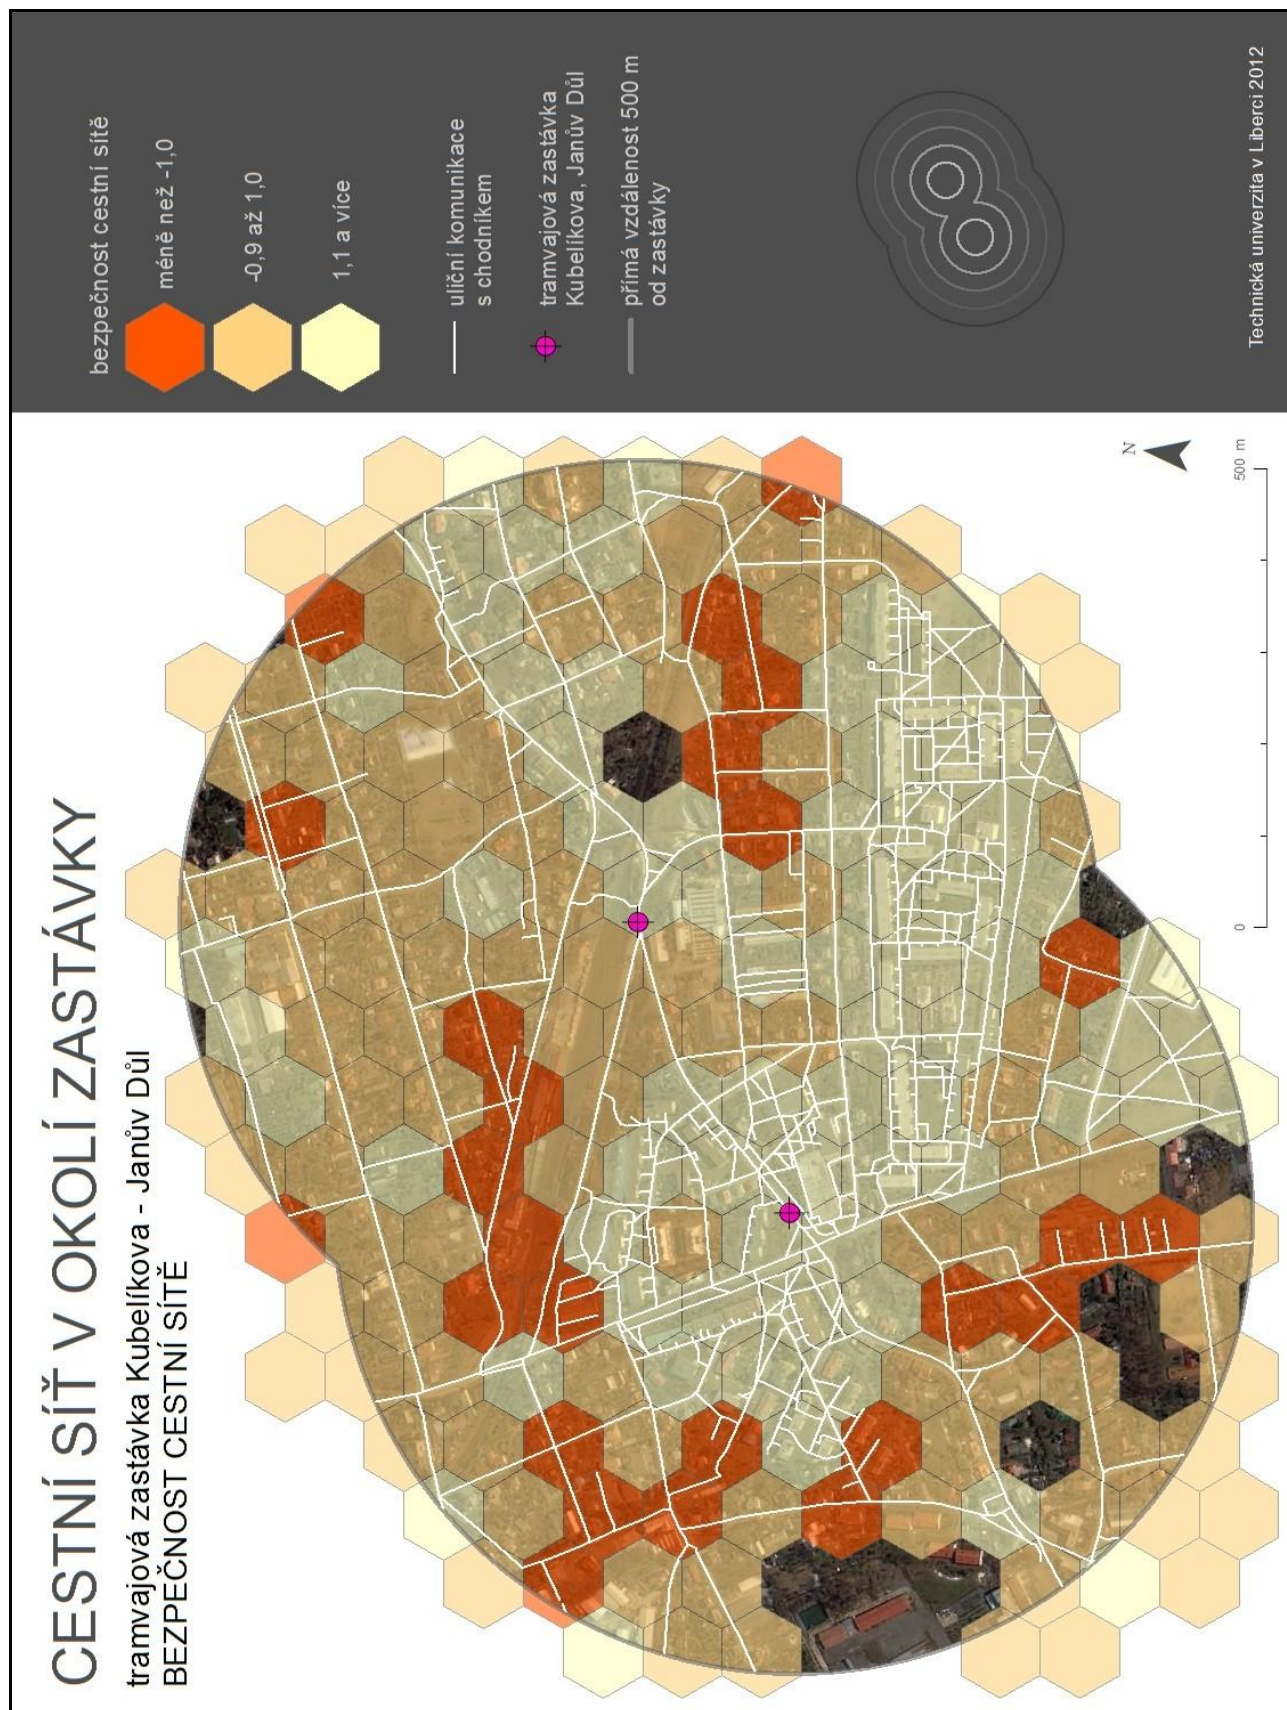 CESTNÍ SÍŤ V OKOLÍ ZASTÁVKY
tramvajová zastávka Kubelíkova - Janův Důl
BEZPEČNOST CESTNÍ SÍTĚ
bezpečnost cestní sítě
méně než -1,0
-0,9 až 1,0
1,1 a více
uliční komunikace
s chodníkem
tramvajová zastávka
Kubelíkova, Janův Důl
přímá vzdálenost 500 m
od zastávky
N
0
500 m
Technická univerzita v Liberci 2012